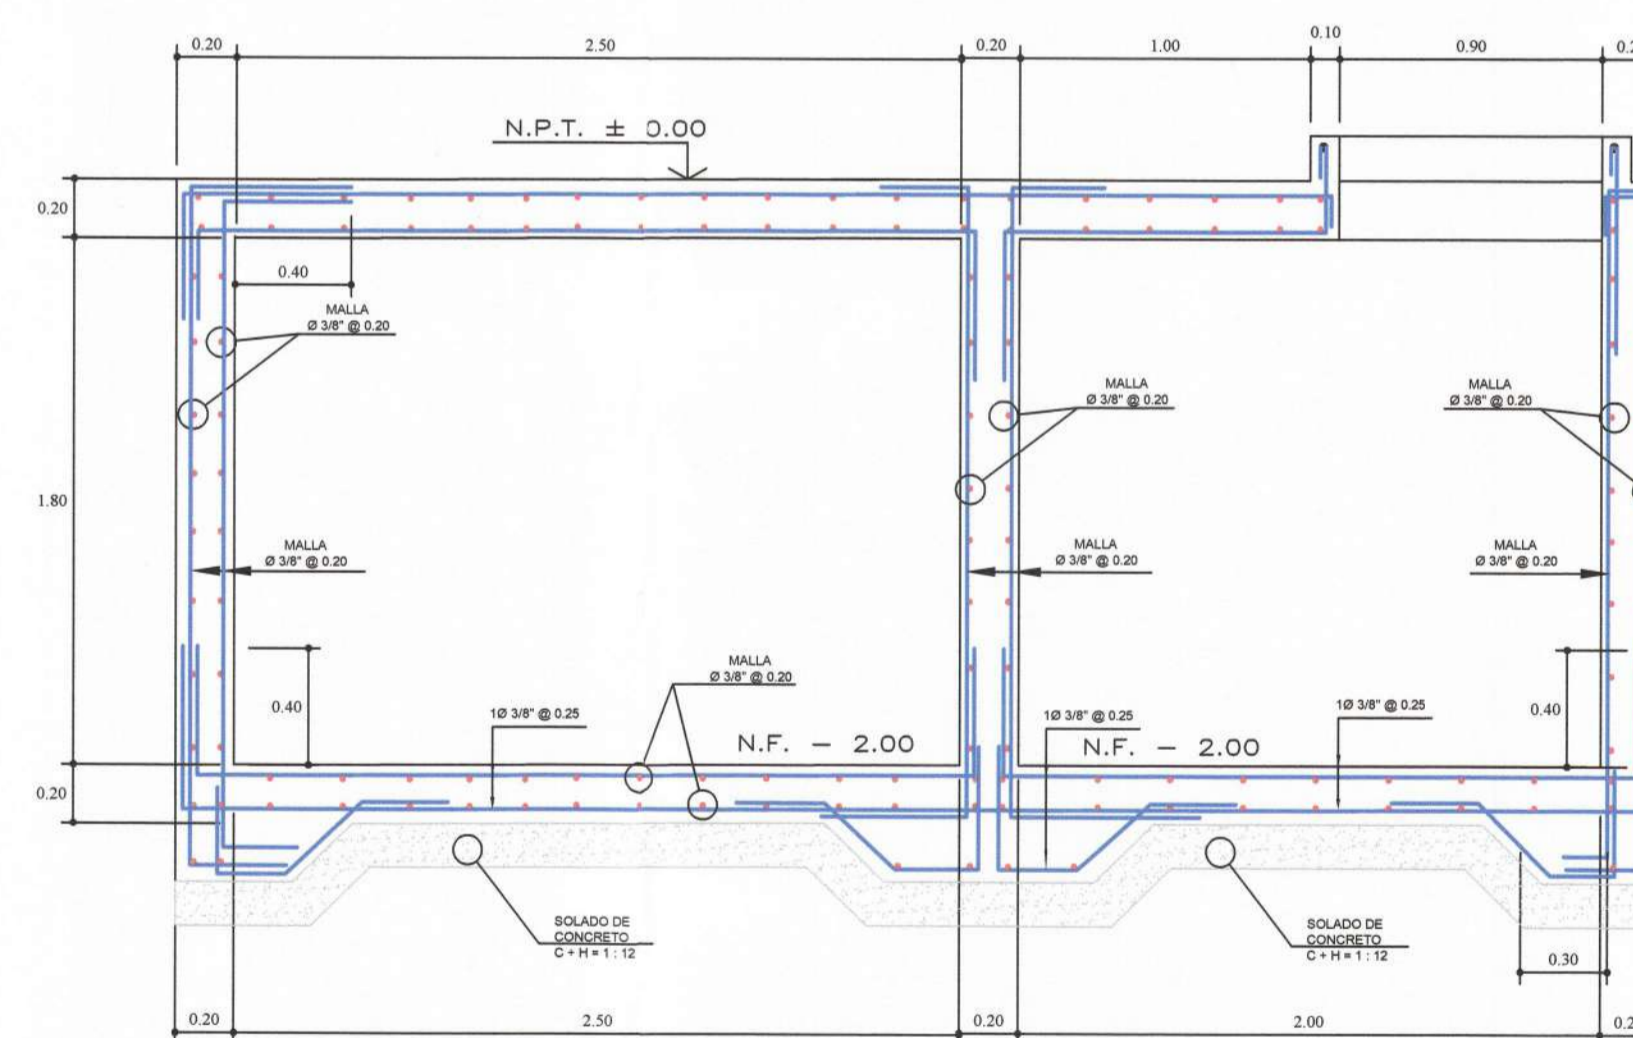 0.20 2.50 0.20 1.00 0.10 0.90
N.P.T. ± 0.00
0.20
0.40
MALLA
Ø 3/8" @ 0.20
MALLA
Ø 3/8" @ 0.20
MALLA
Ø 3/8" @ 0.20
1.80
MALLA
Ø 3/8" @ 0.20
MALLA
Ø 3/8" @ 0.20
MALLA
Ø 3/8" @ 0.20
MALLA
Ø 3/8" @ 0.20
0.40
1Ø 3/8" @ 0.25
1Ø 3/8" @ 0.25
1Ø 3/8" @ 0.25
0.40
N.F. - 2.00
N.F. - 2.00
0.20
SOLADO DE
CONCRETO
C + H = 1 : 12
SOLADO DE
CONCRETO
C + H = 1 : 12
0.30
0.20 2.50 0.20 2.00